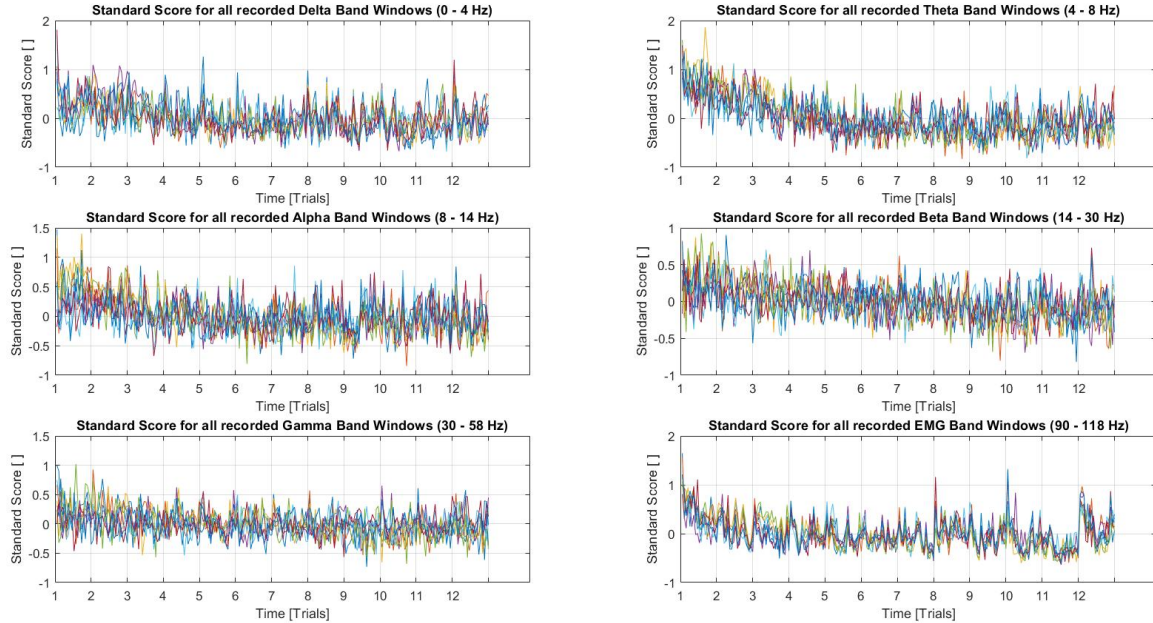 Standard Score for all recorded Delta Band Windows (0 - 4 Hz)
Standard Score [ ]
2
1
0
-1
1 2 3 4 5 6 7 8 9 10 11 12
Time [Trials]
Standard Score for all recorded Theta Band Windows (4 - 8 Hz)
Standard Score [ ]
2
1
0
-1
1 2 3 4 5 6 7 8 9 10 11 12
Time [Trials]
Standard Score for all recorded Alpha Band Windows (8 - 14 Hz)
Standard Score [ ]
1.5
1
0.5
0
-0.5
-1
1 2 3 4 5 6 7 8 9 10 11 12
Time [Trials]
Standard Score for all recorded Beta Band Windows (14 - 30 Hz)
Standard Score [ ]
1
0.5
0
-0.5
-1
1 2 3 4 5 6 7 8 9 10 11 12
Time [Trials]
Standard Score for all recorded Gamma Band Windows (30 - 58 Hz)
Standard Score [ ]
1.5
1
0.5
0
-0.5
-1
1 2 3 4 5 6 7 8 9 10 11 12
Time [Trials]
Standard Score for all recorded EMG Band Windows (90 - 118 Hz)
Standard Score [ ]
2
1
0
-1
1 2 3 4 5 6 7 8 9 10 11 12
Time [Trials]